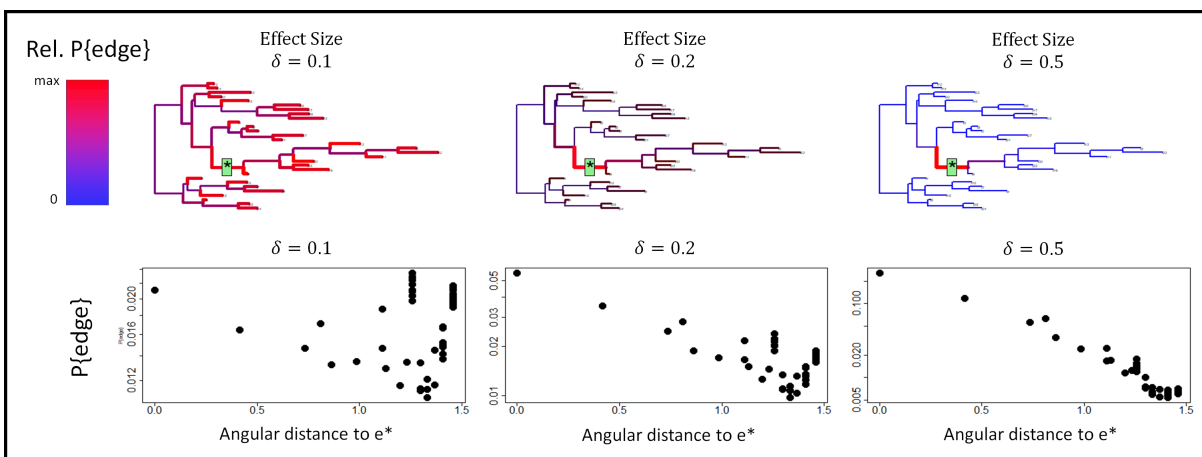 Rel. P{edge}
max
0
Effect Size
δ = 0.1
Effect Size
δ = 0.2
Effect Size
δ = 0.5
*
*
*
δ = 0.1
δ = 0.2
δ = 0.5
P{edge}
P{edge}
0.020
0.016
0.012
0.0
0.5
1.0
1.5
Angular distance to e*
0.05
0.03
0.02
0.01
0.0
0.5
1.0
1.5
Angular distance to e*
0.100
0.020
0.005
0.0
0.5
1.0
1.5
Angular distance to e*